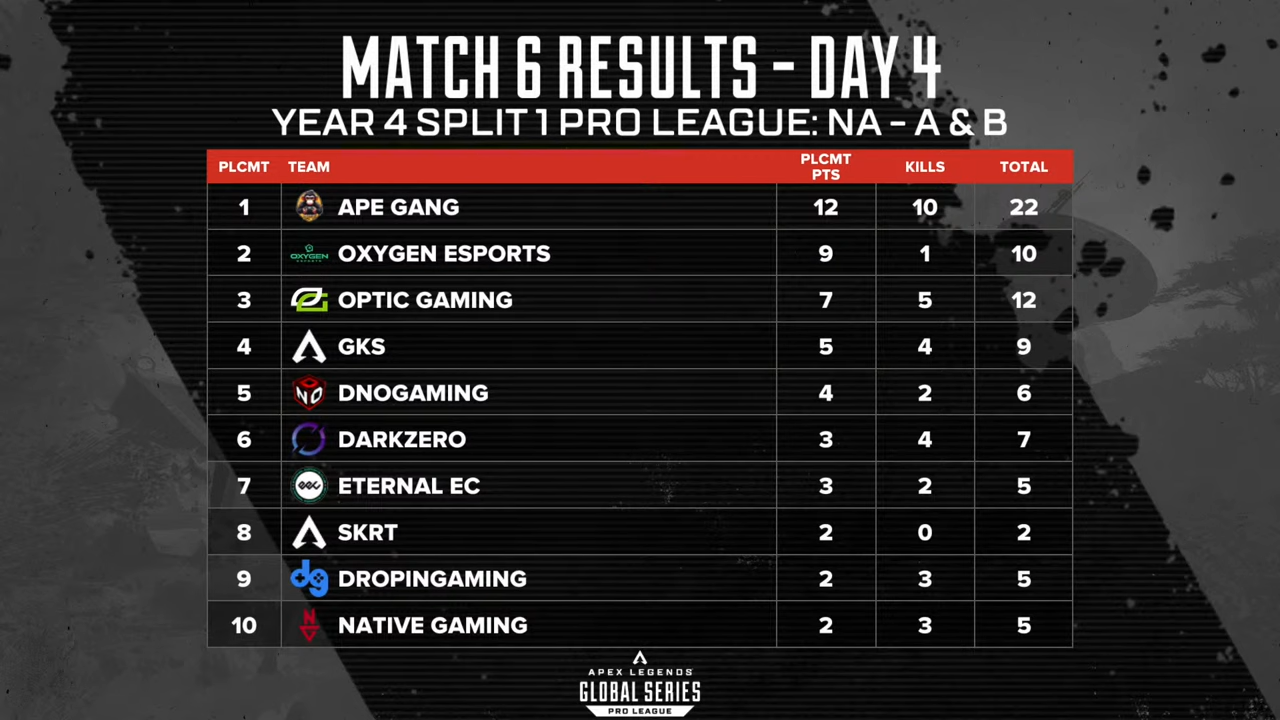 MATCH 6 RESULTS - DAY 4
YEAR 4 SPLIT 1 PRO LEAGUE: NA - A & B
PLCMT TEAM PLCMT PTS KILLS TOTAL
1 APE GANG 12 10 22
2 OXYGEN ESPORTS 9 1 10
3 OPTIC GAMING 7 5 12
4 GKS 5 4 9
5 DNOGAMING 4 2 6
6 DARKZERO 3 4 7
7 ETERNAL EC 3 2 5
8 SKRT 2 0 2
9 DROPINGAMING 2 3 5
10 NATIVE GAMING 2 3 5
APEX LEGENDS
GLOBAL SERIES
PRO LEAGUE